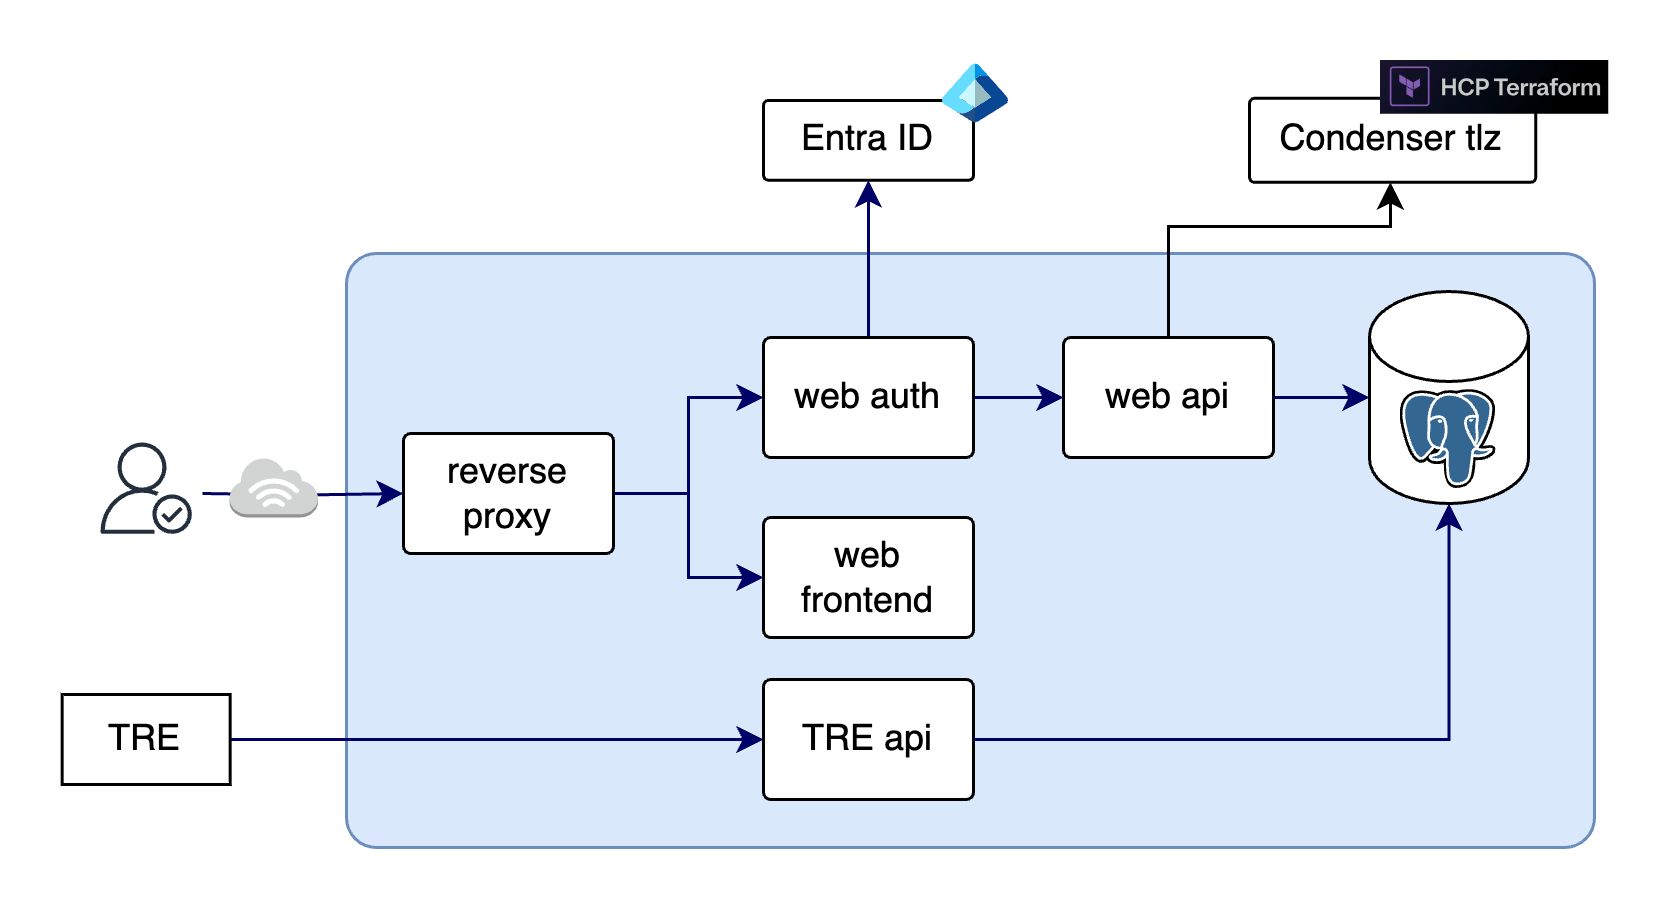 HCP Terraform
Entra ID
Condenser tlz
web auth
web api
reverse
proxy
web
frontend
TRE
TRE api